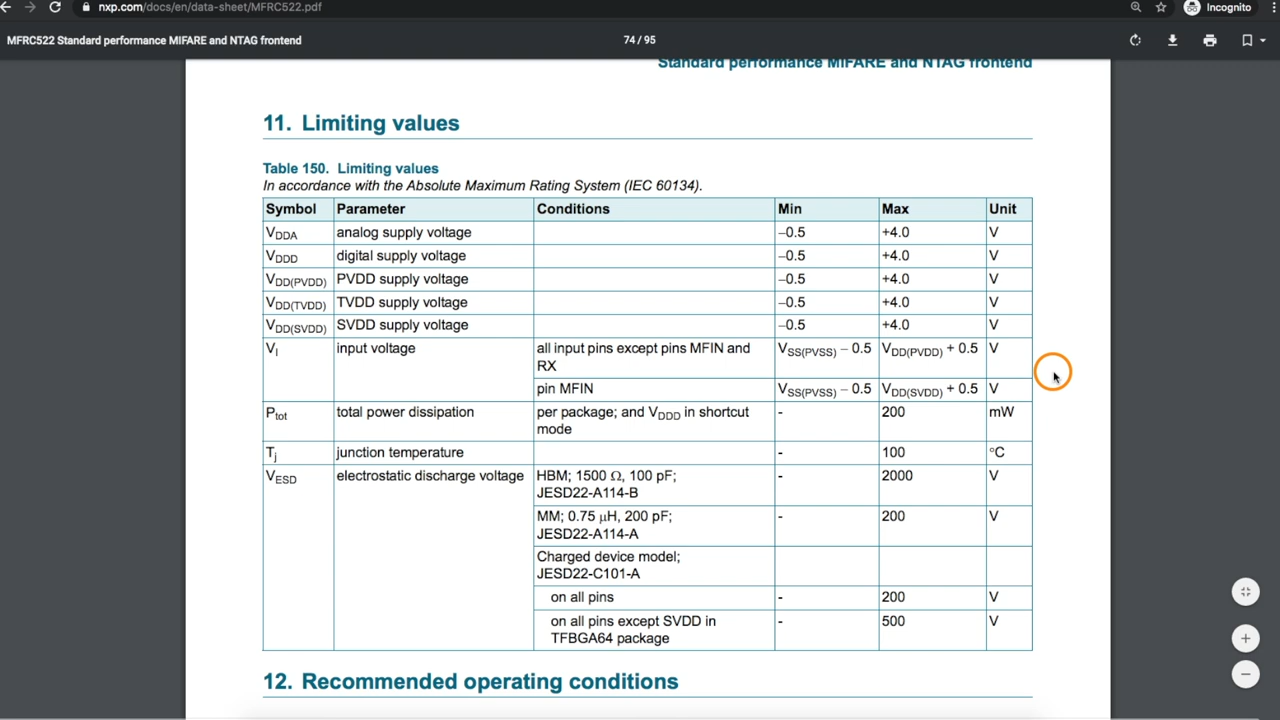 nxp.com/docs/en/data-sheet/MFRC522.pdf
Incognito
MFRC522 Standard performance MIFARE and NTAG frontend
74 / 95
Standard performance MIFARE and NTAG frontend
11. Limiting values
Table 150. Limiting values
In accordance with the Absolute Maximum Rating System (IEC 60134).
Symbol Parameter Conditions Min Max Unit
VDDA analog supply voltage −0.5 +4.0 V
VDDD digital supply voltage −0.5 +4.0 V
VDD(PVDD) PVDD supply voltage −0.5 +4.0 V
VDD(TVDD) TVDD supply voltage −0.5 +4.0 V
VDD(SVDD) SVDD supply voltage −0.5 +4.0 V
VI input voltage all input pins except pins MFIN and VSS(PVSS) − 0.5 VDD(PVDD) + 0.5 V
RX
pin MFIN VSS(PVSS) − 0.5 VDD(SVDD) + 0.5 V
Ptot total power dissipation per package; and VDDD in shortcut - 200 mW
mode
Tj junction temperature - 100 °C
VESD electrostatic discharge voltage HBM; 1500 Ω, 100 pF; - 2000 V
JESD22-A114-B
MM; 0.75 μH, 200 pF; - 200 V
JESD22-A114-A
Charged device model;
JESD22-C101-A
on all pins - 200 V
on all pins except SVDD in - 500 V
TFBGA64 package
12. Recommended operating conditions